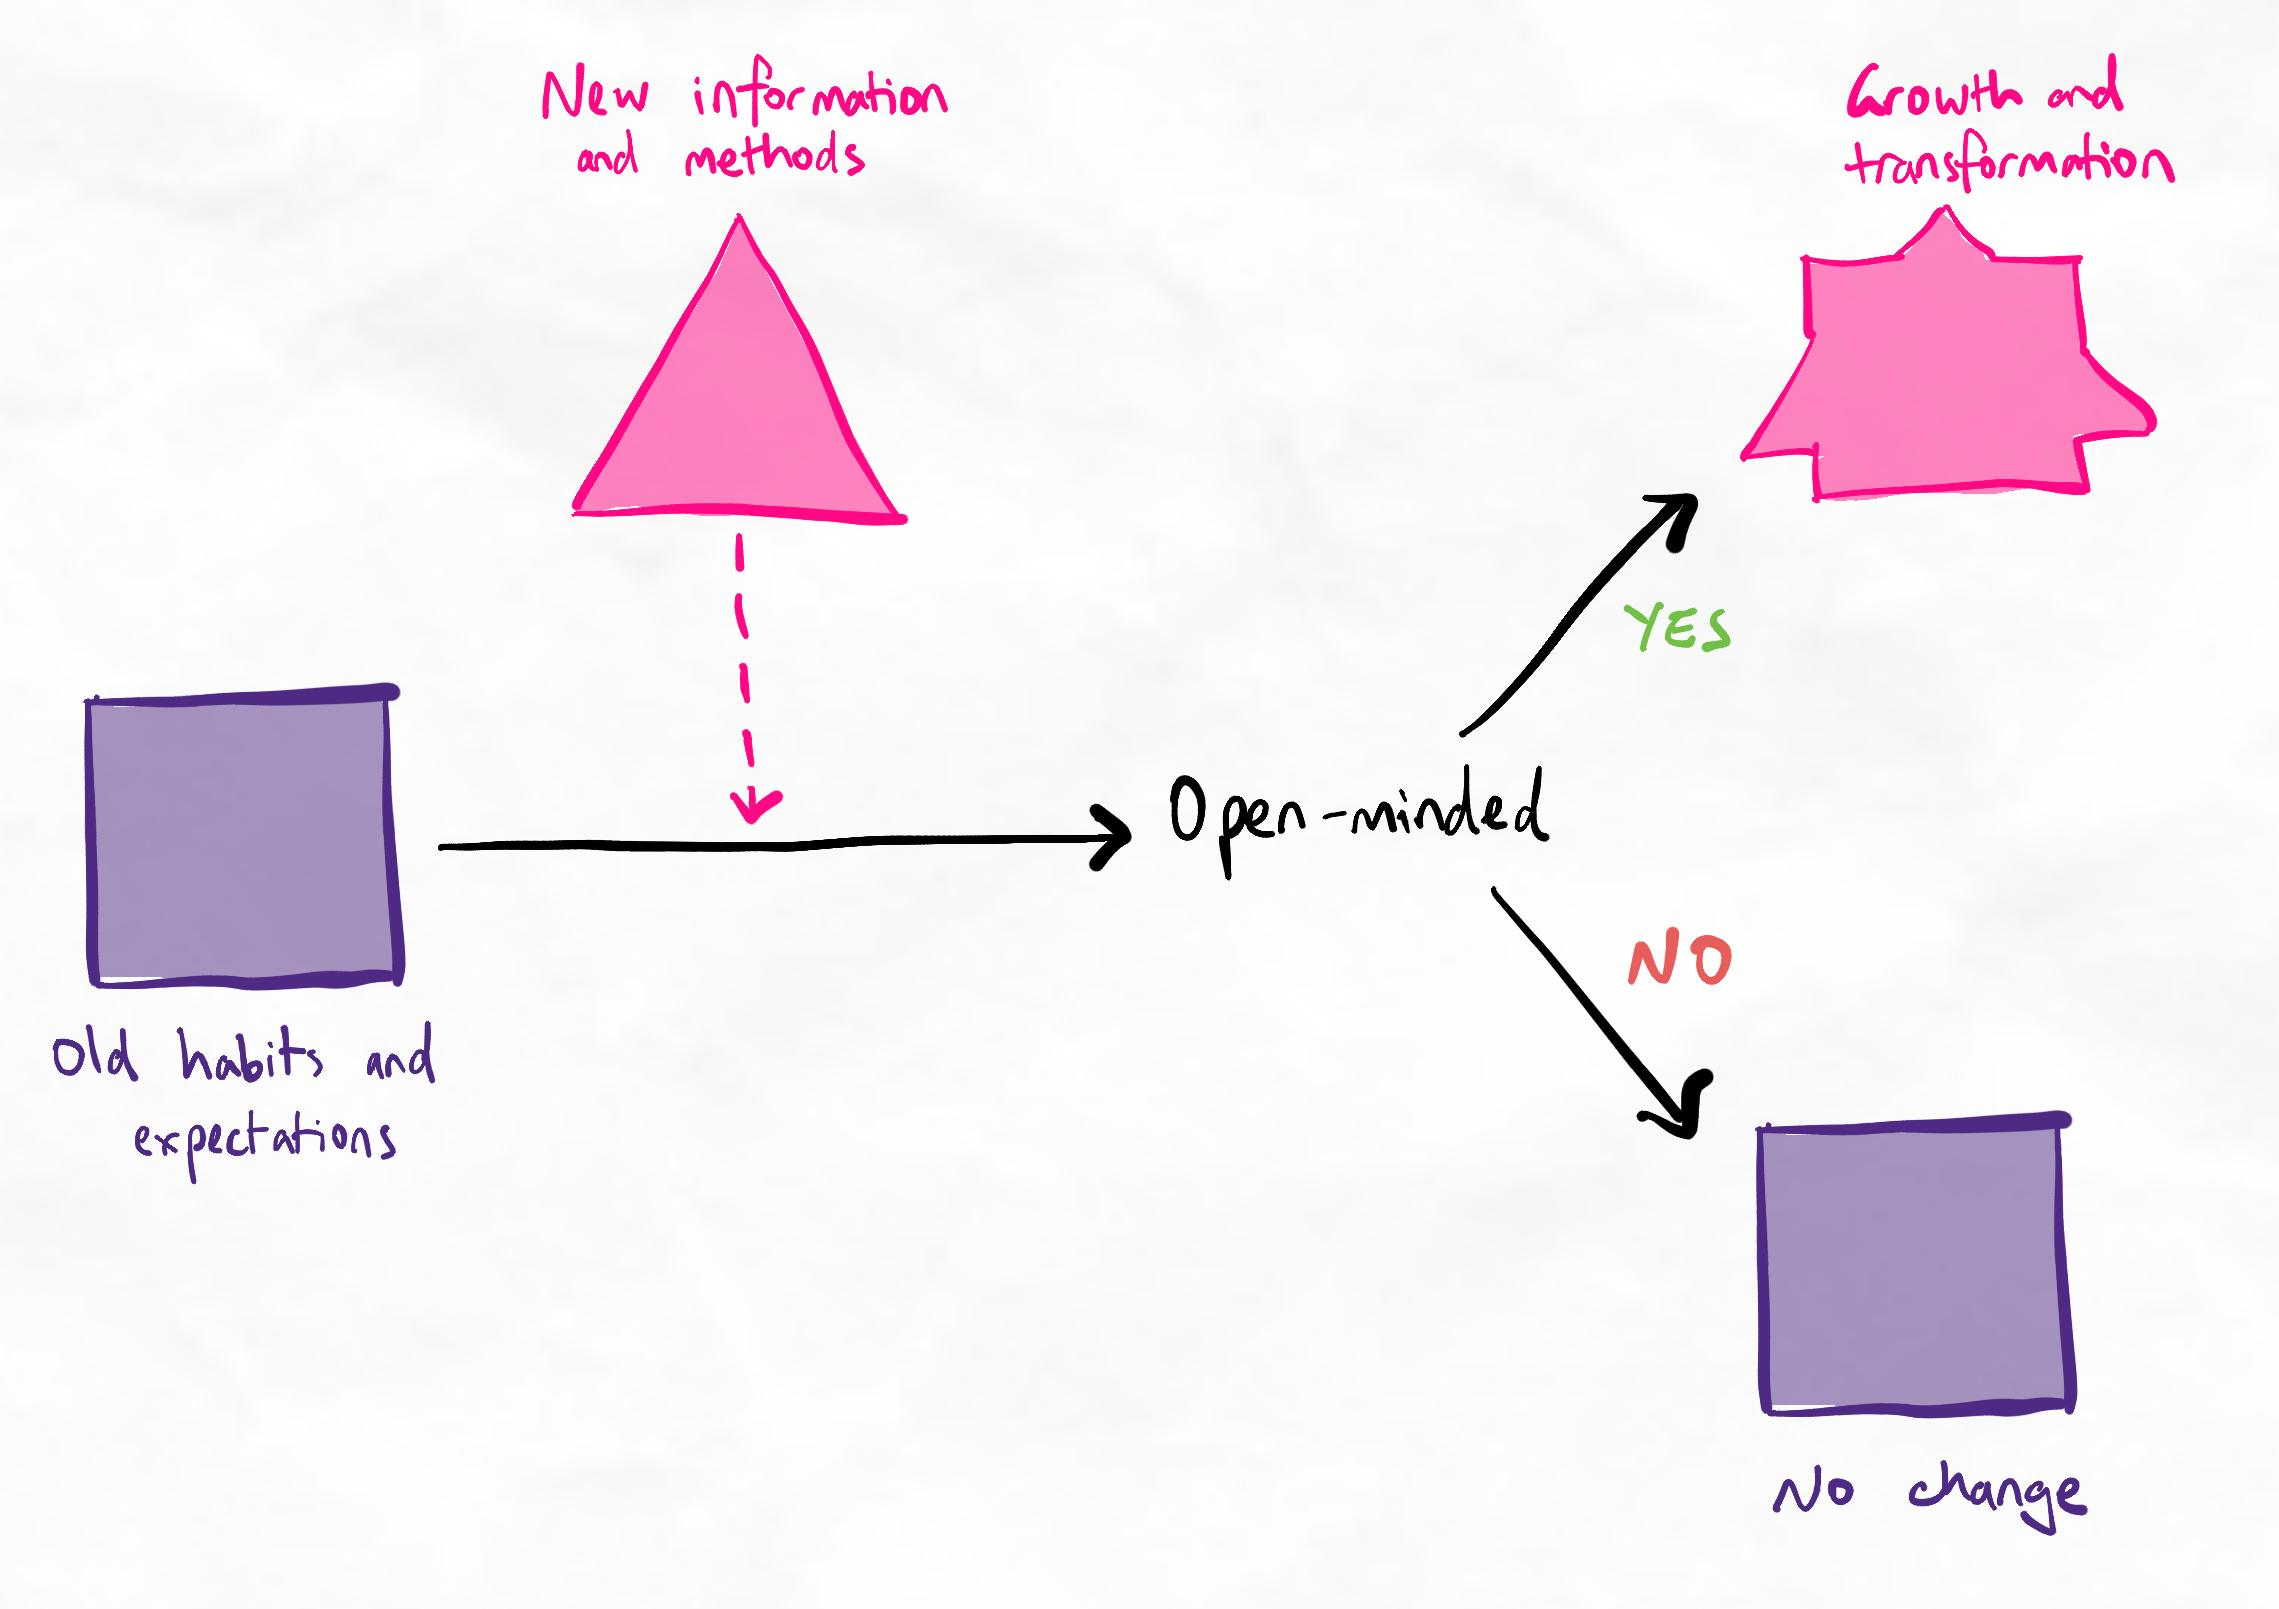 New information
and methods
Growth and
transformation
YES
Open-minded
NO
Old habits and
expectations
No change